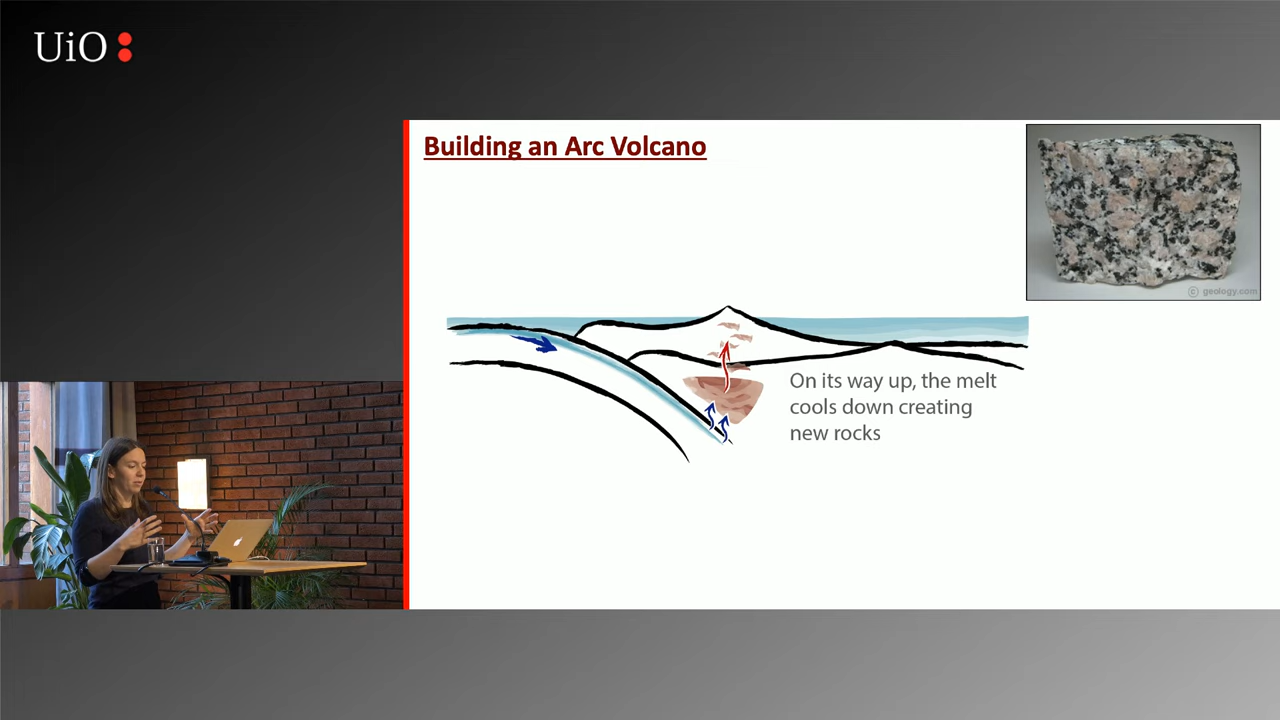 UiO
Building an Arc Volcano
© geology.com
On its way up, the melt
cools down creating
new rocks